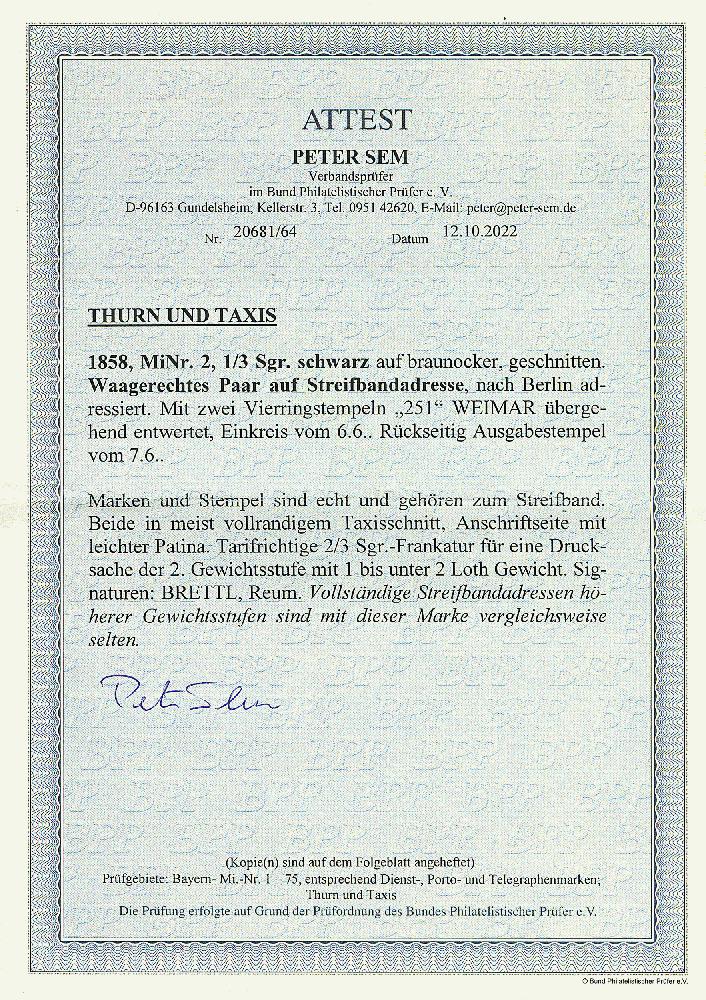 ATTEST
PETER SEM
Verbandsprüfer
im Bund Philatelistischer Prüfer e. V.
D-96163 Gundelsheim, Kellerstr. 3, Tel. 0951 42620, E-Mail: peter@peter-sem.de
Nr. 20681/64 Datum 12.10.2022
THURN UND TAXIS
1858, MiNr. 2, 1/3 Sgr. schwarz auf braunocker, geschnitten.
Waagerechtes Paar auf Streifbandadresse, nach Berlin ad-
ressiert. Mit zwei Vierringstempeln „251“ WEIMAR überge-
hend entwertet, Einkreis vom 6.6.. Rückseitig Ausgabestempel
vom 7.6..
Marken und Stempel sind echt und gehören zum Streifband.
Beide in meist vollrandigem Taxisschnitt, Anschriftseite mit
leichter Patina. Tarifrichtige 2/3 Sgr.-Frankatur für eine Druck-
sache der 2. Gewichtsstufe mit 1 bis unter 2 Loth Gewicht. Sig-
naturen: BRETTL, Reum. Vollständige Streifbandadressen hö-
herer Gewichtsstufen sind mit dieser Marke vergleichsweise
selten.
Peter Sem
(Kopie(n) sind auf dem Folgeblatt angeheftet)
Prüfgebiete: Bayern- Mi.-Nr. 1 – 75, entsprechend Dienst-, Porto- und Telegraphenmarken;
Thurn und Taxis
Die Prüfung erfolgte auf Grund der Prüfordnung des Bundes Philatelistischer Prüfer e.V.
© Bund Philatelistischer Prüfer e.V.